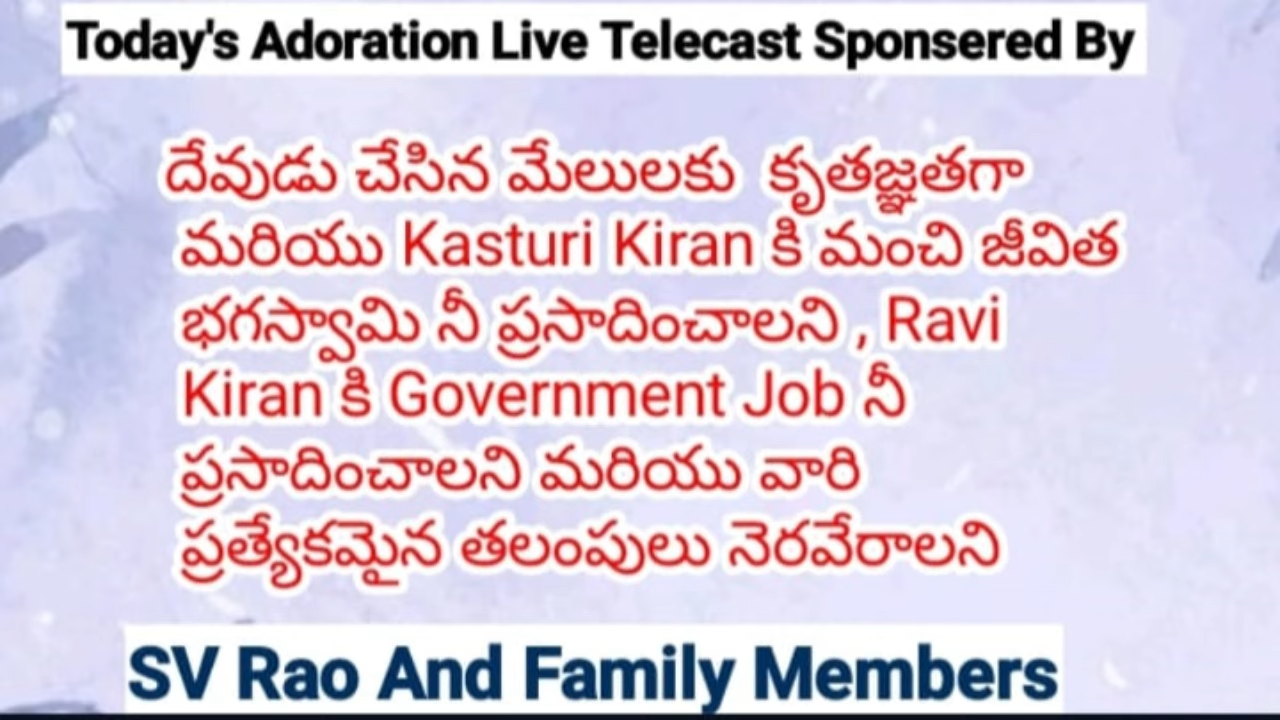 Today's Adoration Live Telecast Sponsered By
దేవుడు చేసిన మేలులకు కృతజ్ఞతగా
మరియు Kasturi Kiran కి మంచి జీవిత
భగస్వామి నీ ప్రసాదించాలని , Ravi
Kiran కి Government Job నీ
ప్రసాదించాలని మరియు వారి
ప్రత్యేకమైన తలంపులు నెరవేరాలని
SV Rao And Family Members